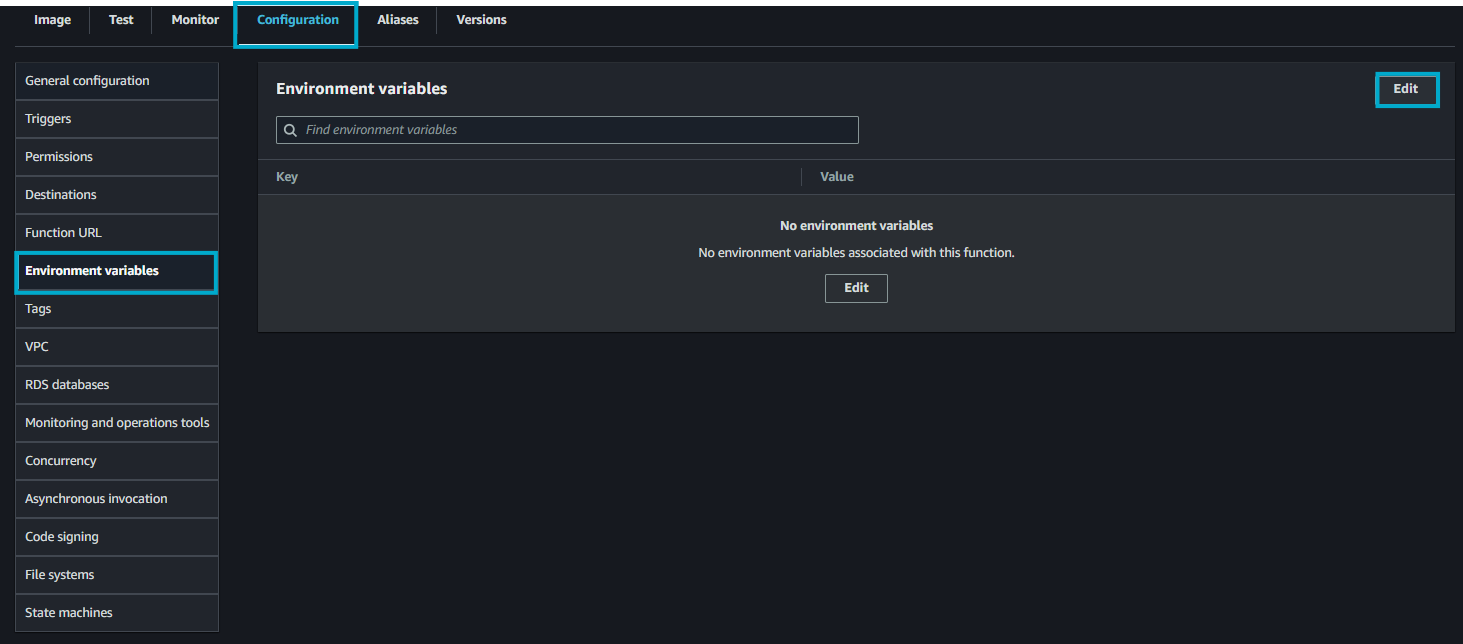 Image Test Monitor Configuration Aliases Versions
General configuration
Triggers
Permissions
Destinations
Function URL
Environment variables
Tags
VPC
RDS databases
Monitoring and operations tools
Concurrency
Asynchronous invocation
Code signing
File systems
State machines
Environment variables
Edit
Find environment variables
Key Value
No environment variables
No environment variables associated with this function.
Edit